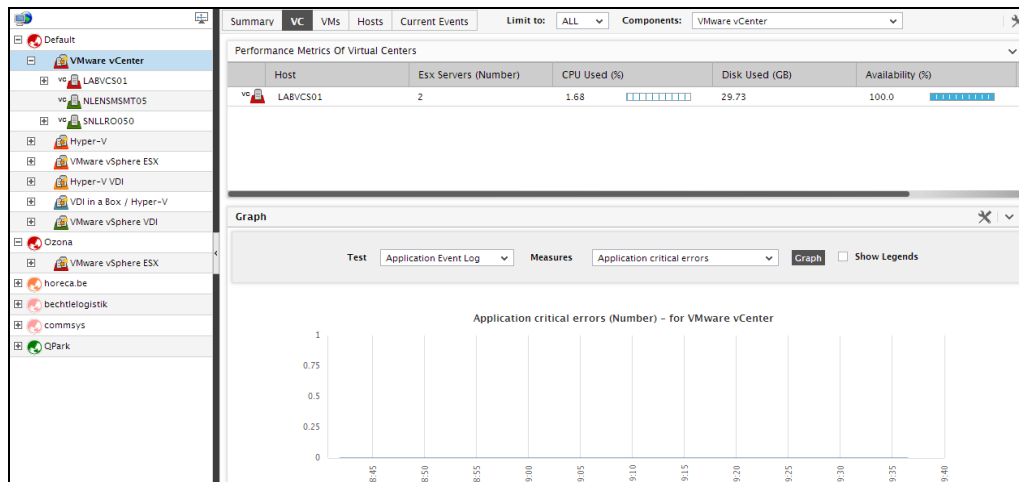 Default
VMware vCenter
VC LABVCS01
VC NLENSMSMT05
VC SNLLRO050
Hyper-V
VMware vSphere ESX
Hyper-V VDI
VDI in a Box / Hyper-V
VMware vSphere VDI
Ozona
VMware vSphere ESX
horeca.be
bechtlelogistik
commsys
QPark
Summary VC VMs Hosts Current Events Limit to: ALL Components: VMware vCenter
Performance Metrics Of Virtual Centers
Host Esx Servers (Number) CPU Used (%) Disk Used (GB) Availability (%)
VC LABVCS01 2 1.68 29.73 100.0
Graph
Test Application Event Log Measures Application critical errors Graph Show Legends
Application critical errors (Number) - for VMware vCenter
1
0.75
0.5
0.25
0
8:45 8:50 8:55 9:00 9:05 9:10 9:15 9:20 9:25 9:30 9:35 9:40